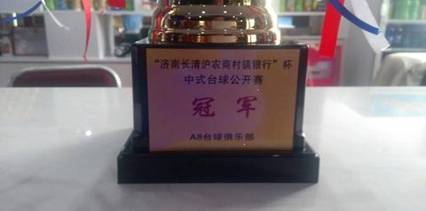 “济南长清沪农商村镇银行”杯
中式台球公开赛
冠军
A8台球俱乐部